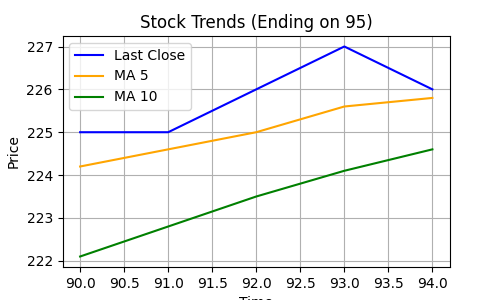 Stock Trends (Ending on 95)
Last Close
MA 5
MA 10
Price
227
226
225
224
223
222
90.0 90.5 91.0 91.5 92.0 92.5 93.0 93.5 94.0
Time